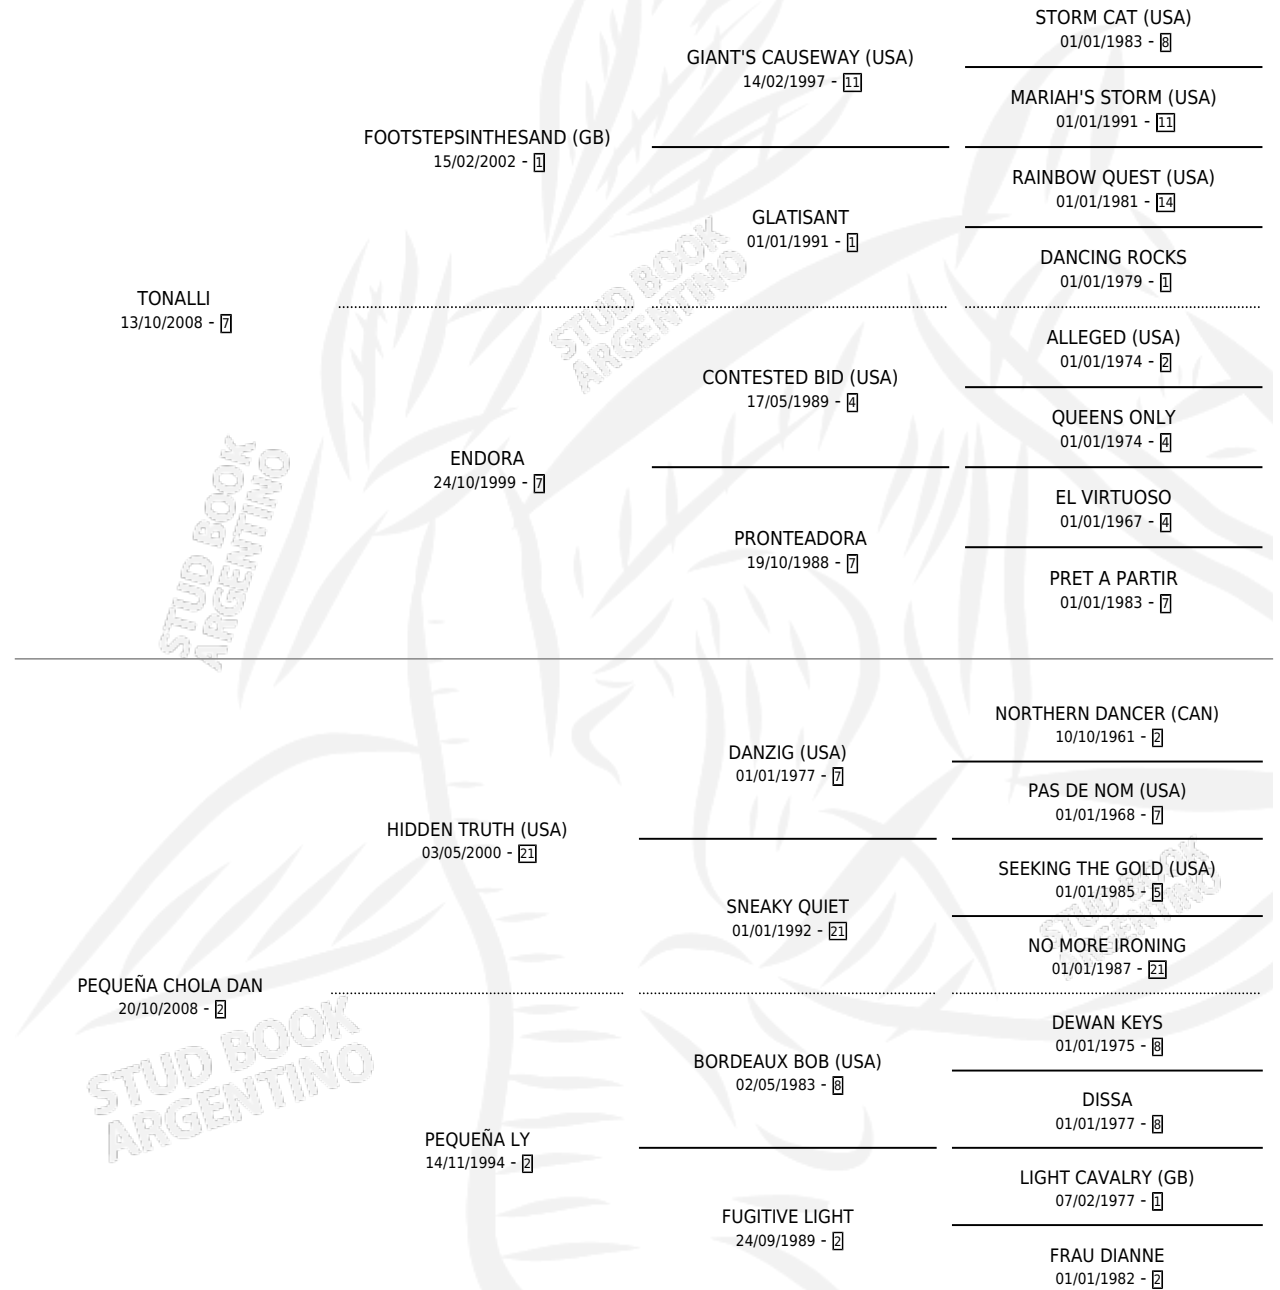 STORM CAT (USA)
01/01/1983 - 8
GIANT'S CAUSEWAY (USA)
14/02/1997 - 11
MARIAH'S STORM (USA)
01/01/1991 - 11
FOOTSTEPSINTHESAND (GB)
15/02/2002 - 1
RAINBOW QUEST (USA)
01/01/1981 - 14
GLATISANT
01/01/1991 - 1
DANCING ROCKS
01/01/1979 - 1
TONALLI
13/10/2008 - 7
STUD BOOK
ARGENTINO
ALLEGED (USA)
01/01/1974 - 2
CONTESTED BID (USA)
17/05/1989 - 4
QUEENS ONLY
01/01/1974 - 4
ENDORA
24/10/1999 - 7
EL VIRTUOSO
01/01/1967 - 4
PRONTEADORA
19/10/1988 - 7
PRET A PARTIR
01/01/1983 - 7
STUD BOOK
ARGENTINO
NORTHERN DANCER (CAN)
10/10/1961 - 2
DANZIG (USA)
01/01/1977 - 7
PAS DE NOM (USA)
01/01/1968 - 7
HIDDEN TRUTH (USA)
03/05/2000 - 21
SEEKING THE GOLD (USA)
01/01/1985 - 5
SNEAKY QUIET
01/01/1992 - 21
NO MORE IRONING
01/01/1987 - 21
STUD BOOK
ARGENTINO
PEQUEÑA CHOLA DAN
20/10/2008 - 2
DEWAN KEYS
01/01/1975 - 8
BORDEAUX BOB (USA)
02/05/1983 - 8
DISSA
01/01/1977 - 8
PEQUEÑA LY
14/11/1994 - 2
LIGHT CAVALRY (GB)
07/02/1977 - 1
FUGITIVE LIGHT
24/09/1989 - 2
FRAU DIANNE
01/01/1982 - 2
STUD BOOK
ARGENTINO